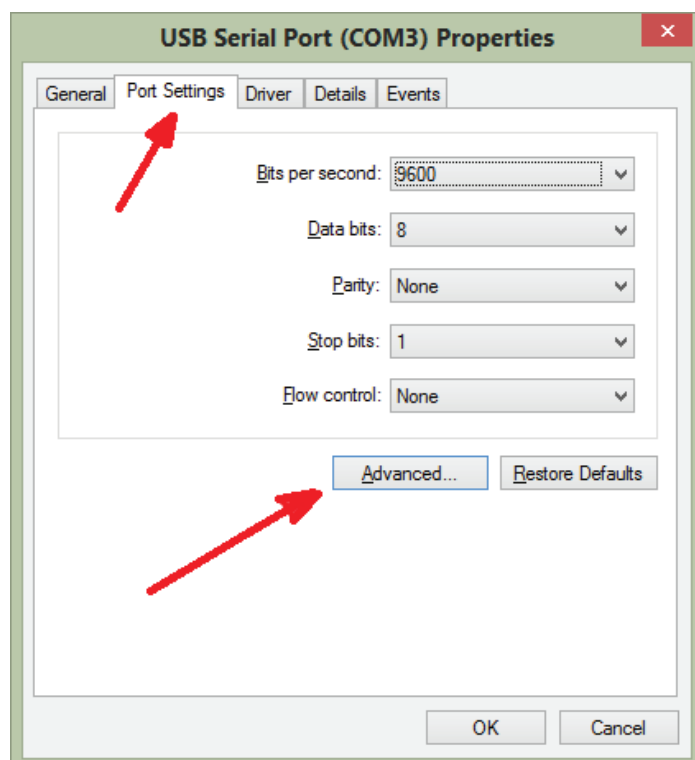 USB Serial Port (COM3) Properties
General Port Settings Driver Details Events
Bits per second: 9600
Data bits: 8
Parity: None
Stop bits: 1
Flow control: None
Advanced... Restore Defaults
OK Cancel